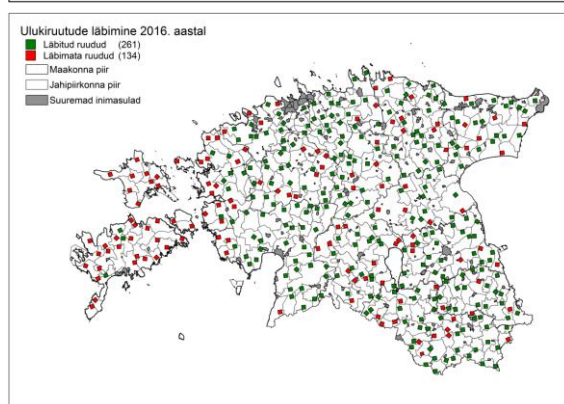 Ulukiruutude läbimine 2016. aastal
Läbitud ruudud (261)
Läbimata ruudud (134)
Maakonna piir
Jahipiirkonna piir
Suuremad inimasulad